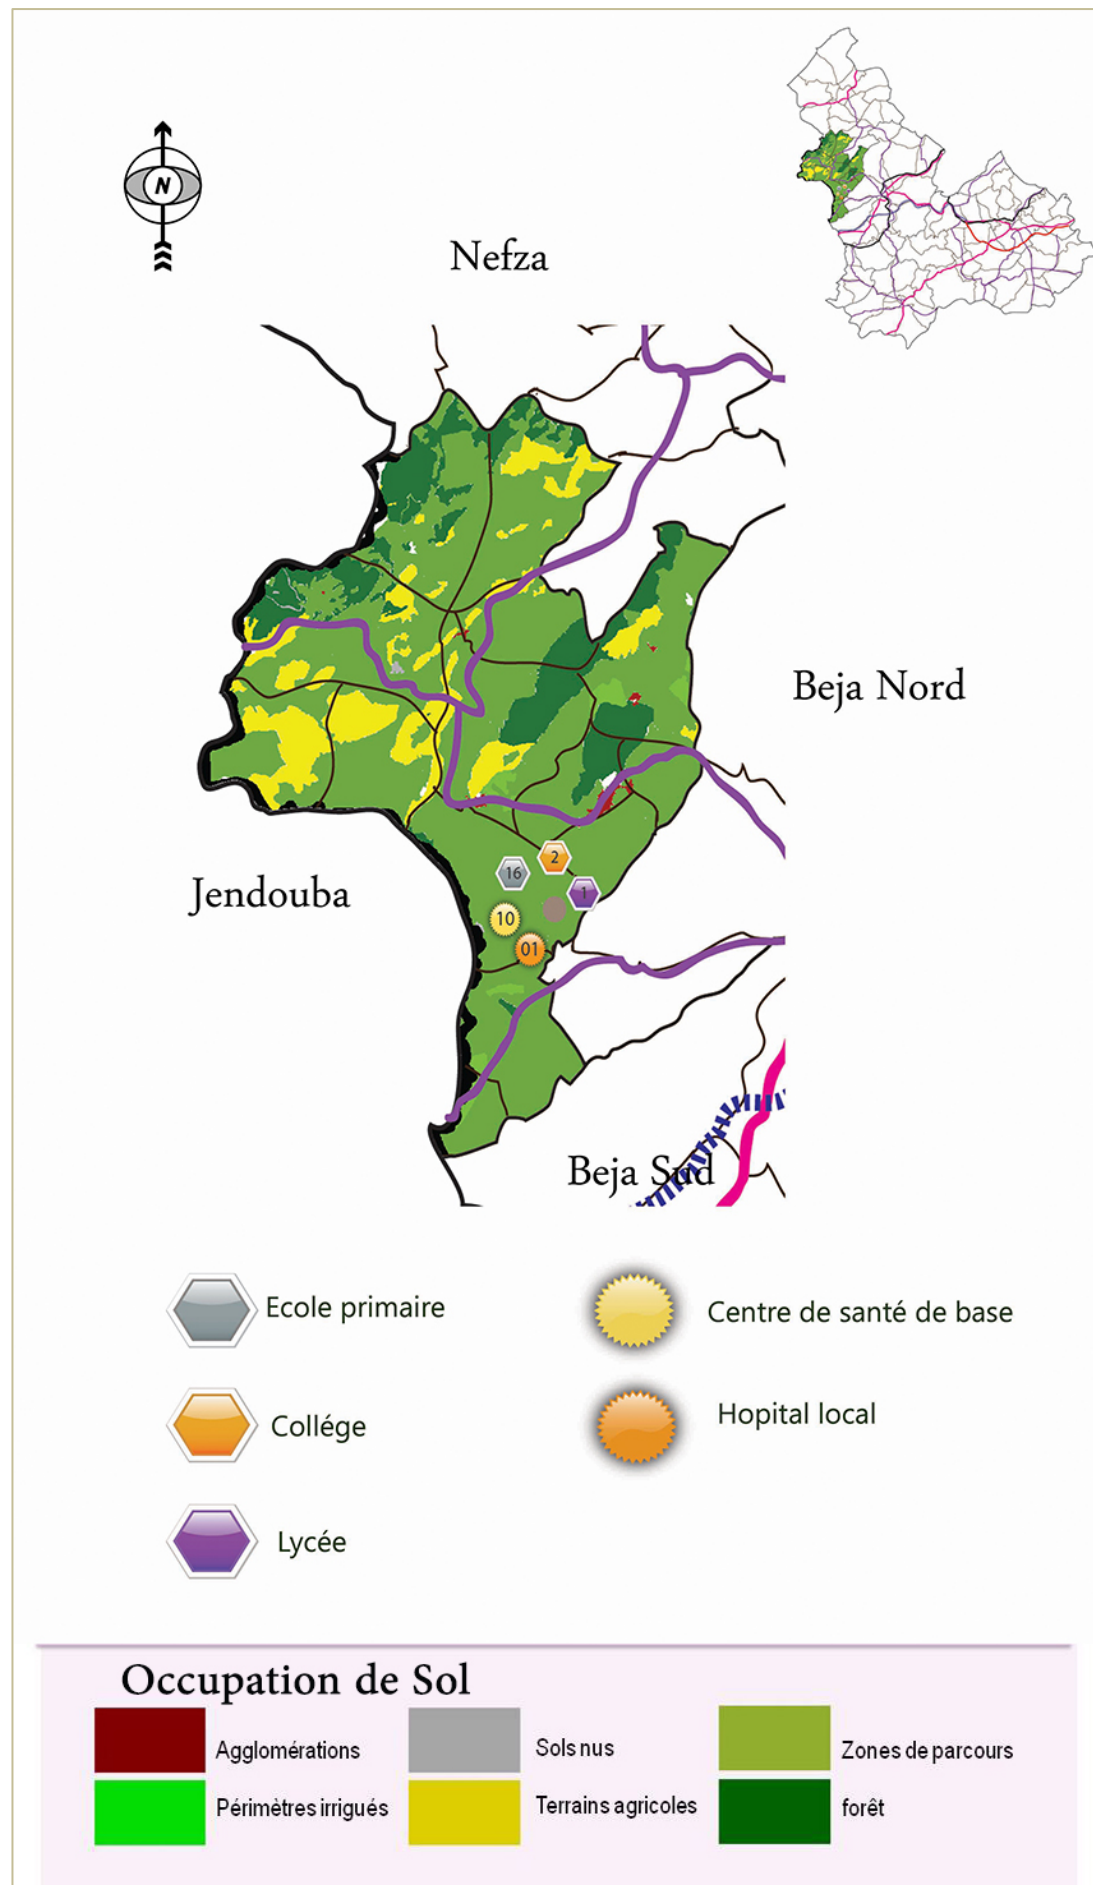 N
Nefza
Beja Nord
Jendouba
2
16
1
10
01
Beja Sud
Ecole primaire
Centre de santé de base
Collége
Hopital local
Lycée
Occupation de Sol
Agglomérations
Sols nus
Zones de parcours
Périmètres irrigués
Terrains agricoles
forêt